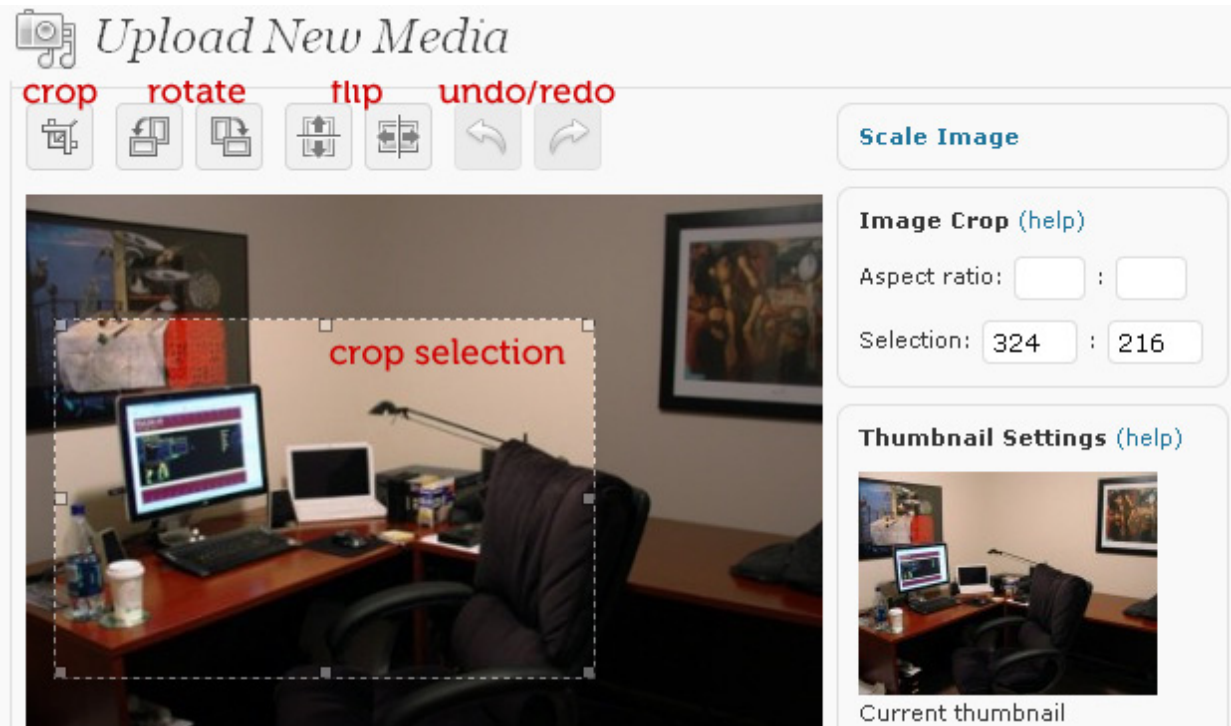 Upload New Media
crop rotate flip undo/redo
Scale Image
Image Crop (help)
Aspect ratio: :
Selection: 324 : 216
crop selection
Thumbnail Settings (help)
Current thumbnail